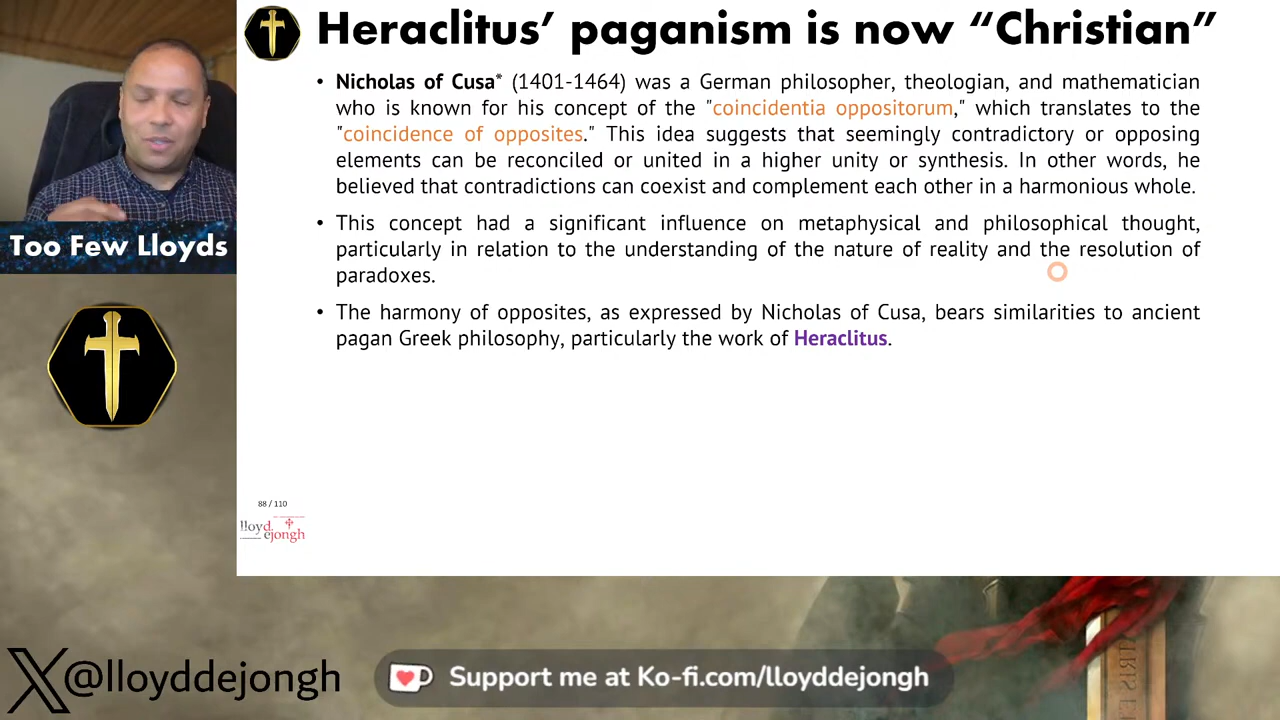 Heraclitus’ paganism is now “Christian”
• Nicholas of Cusa* (1401-1464) was a German philosopher, theologian, and mathematician
who is known for his concept of the "coincidentia oppositorum," which translates to the
"coincidence of opposites." This idea suggests that seemingly contradictory or opposing
elements can be reconciled or united in a higher unity or synthesis. In other words, he
believed that contradictions can coexist and complement each other in a harmonious whole.
• This concept had a significant influence on metaphysical and philosophical thought,
particularly in relation to the understanding of the nature of reality and the resolution of
paradoxes.
• The harmony of opposites, as expressed by Nicholas of Cusa, bears similarities to ancient
pagan Greek philosophy, particularly the work of Heraclitus.
Too Few Lloyds
88 / 110
lloyd
ejongh
X@lloyddejongh
Support me at Ko-fi.com/lloyddejongh